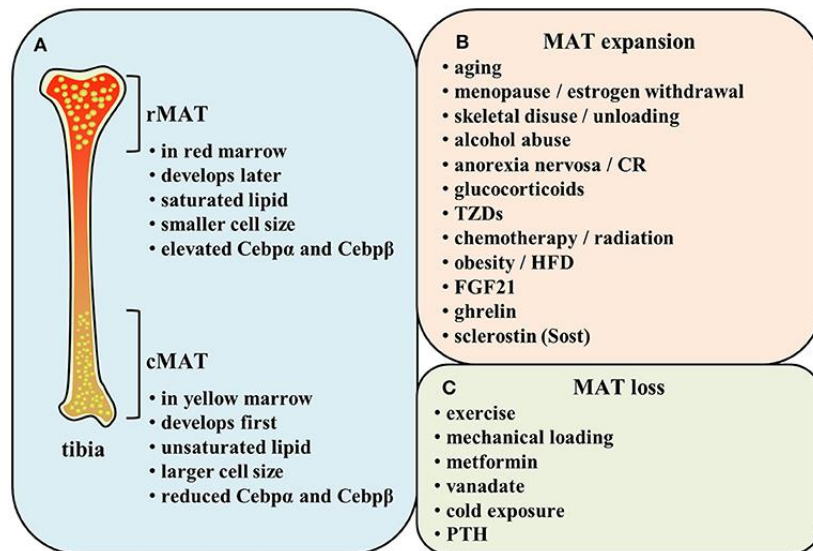 A
rMAT
• in red marrow
• develops later
• saturated lipid
• smaller cell size
• elevated Cebpα and Cebpβ
cMAT
• in yellow marrow
• develops first
• unsaturated lipid
• larger cell size
• reduced Cebpα and Cebpβ
tibia
B MAT expansion
• aging
• menopause / estrogen withdrawal
• skeletal disuse / unloading
• alcohol abuse
• anorexia nervosa / CR
• glucocorticoids
• TZDs
• chemotherapy / radiation
• obesity / HFD
• FGF21
• ghrelin
• sclerostin (Sost)
C MAT loss
• exercise
• mechanical loading
• metformin
• vanadate
• cold exposure
• PTH